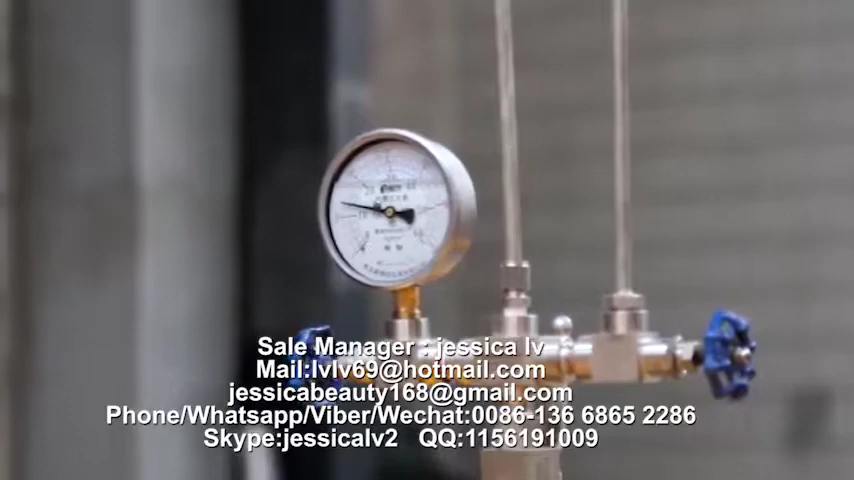 Sale Manager : jessica lv
Mail:lvlv69@hotmail.com
jessicabeauty168@gmail.com
Phone/Whatsapp/Viber/Wechat:0086-136 6865 2286
Skype:jessicalv2 QQ:1156191009